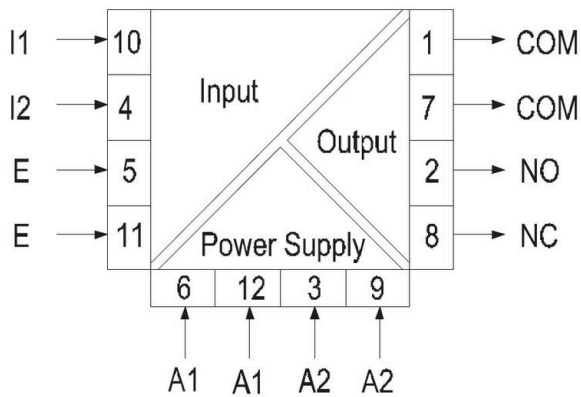 I1 10 1 COM
Input
I2 4 7 COM
Output
E 5 2 NO
E 11 8 NC
Power Supply
6 12 3 9
A1 A1 A2 A2